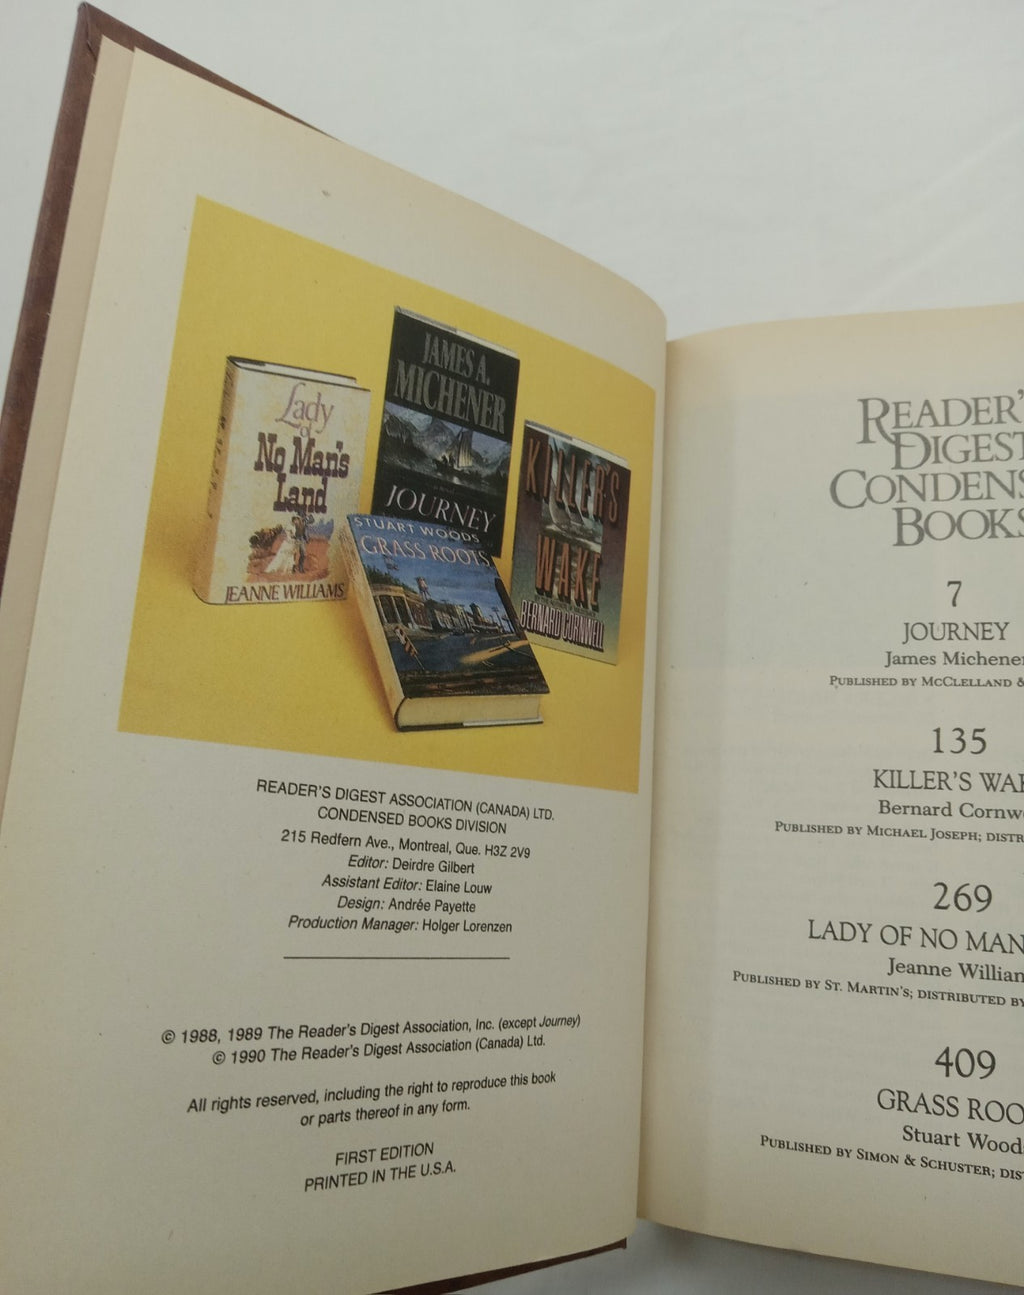 JAMES A.
MICHENER
JOURNEY
Lady
of
No Man's
Land
JEANNE WILLIAMS
KILLER'S
WAKE
BERNARD CORNWELL
STUART WOODS
GRASS ROOTS
READER'S DIGEST ASSOCIATION (CANADA) LTD.
CONDENSED BOOKS DIVISION
215 Redfern Ave., Montreal, Que. H3Z 2V9
Editor: Deirdre Gilbert
Assistant Editor: Elaine Louw
Design: Andrée Payette
Production Manager: Holger Lorenzen
© 1988, 1989 The Reader's Digest Association, Inc. (except Journey)
© 1990 The Reader's Digest Association (Canada) Ltd.
All rights reserved, including the right to reproduce this book
or parts thereof in any form.
FIRST EDITION
PRINTED IN THE U.S.A.
READER'
DIGEST
CONDENS
BOOKS
7
JOURNEY
James Michener
PUBLISHED BY MCCLELLAND &
135
KILLER'S WAK
Bernard Cornwe
PUBLISHED BY MICHAEL JOSEPH; DISTR
269
LADY OF NO MAN
Jeanne William
PUBLISHED BY ST. MARTIN'S; DISTRIBUTED BY
409
GRASS ROO
Stuart Woods
PUBLISHED BY SIMON & SCHUSTER; DIST